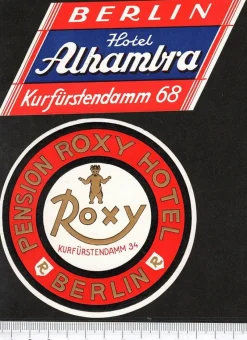 BERLIN
Hotel
Alhambra
Kurfürstendamm 68
PENSION ROXY HOTEL
Roxy
KURFÜRSTENDAMM 34
R R
BERLIN